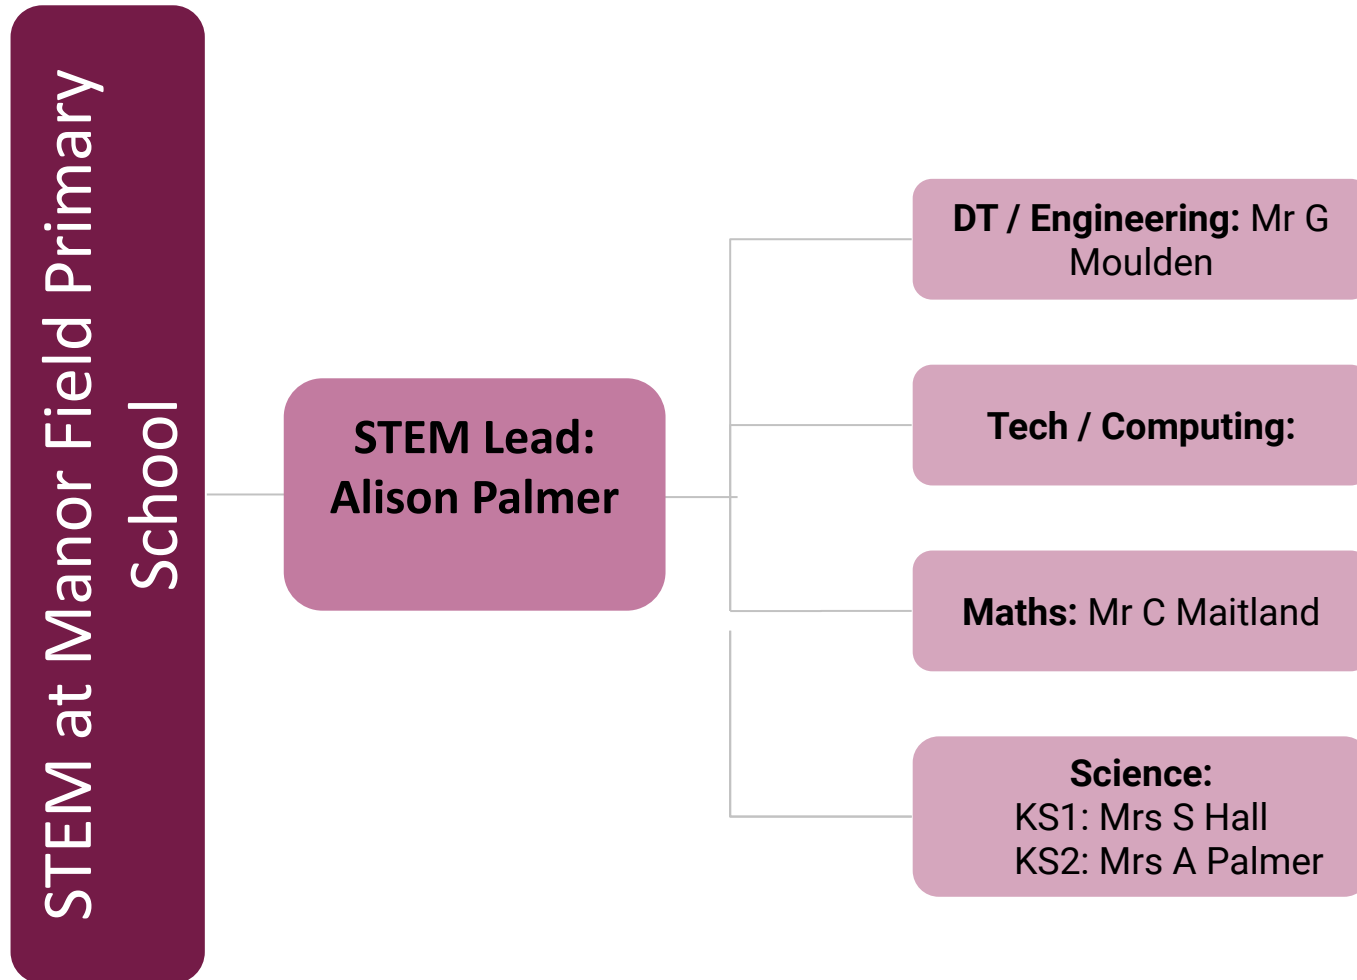 STEM at Manor Field Primary
School
STEM Lead:
Alison Palmer
DT / Engineering: Mr G
Moulden
Tech / Computing:
Maths: Mr C Maitland
Science:
KS1: Mrs S Hall
KS2: Mrs A Palmer